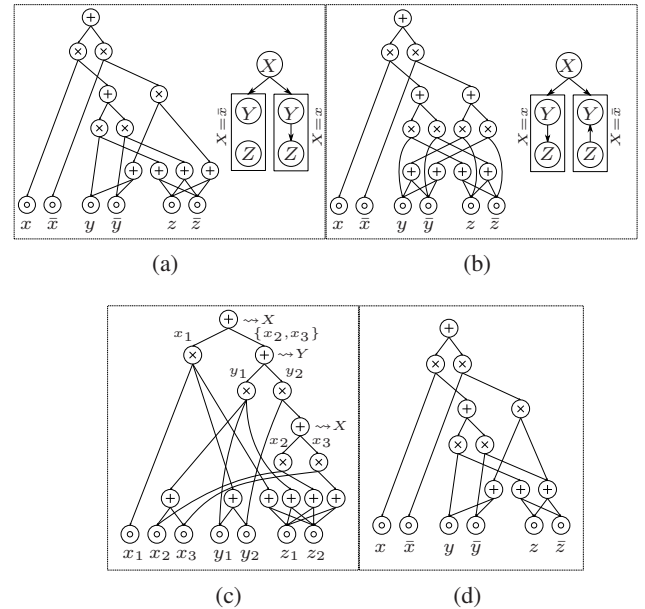 X
Y Y
Z Z
X = x̄
X = x
x x̄ y ȳ z z̄
(a)
X
Y Y
Z Z
X = x
X = x̄
x x̄ y ȳ z z̄
(b)
⇝X
x₁ {x₂, x₃}
⇝Y
y₁ y₂
⇝X
x₂ x₃
x₁ x₂ x₃ y₁ y₂ z₁ z₂
(c)
x x̄ y ȳ z z̄
(d)